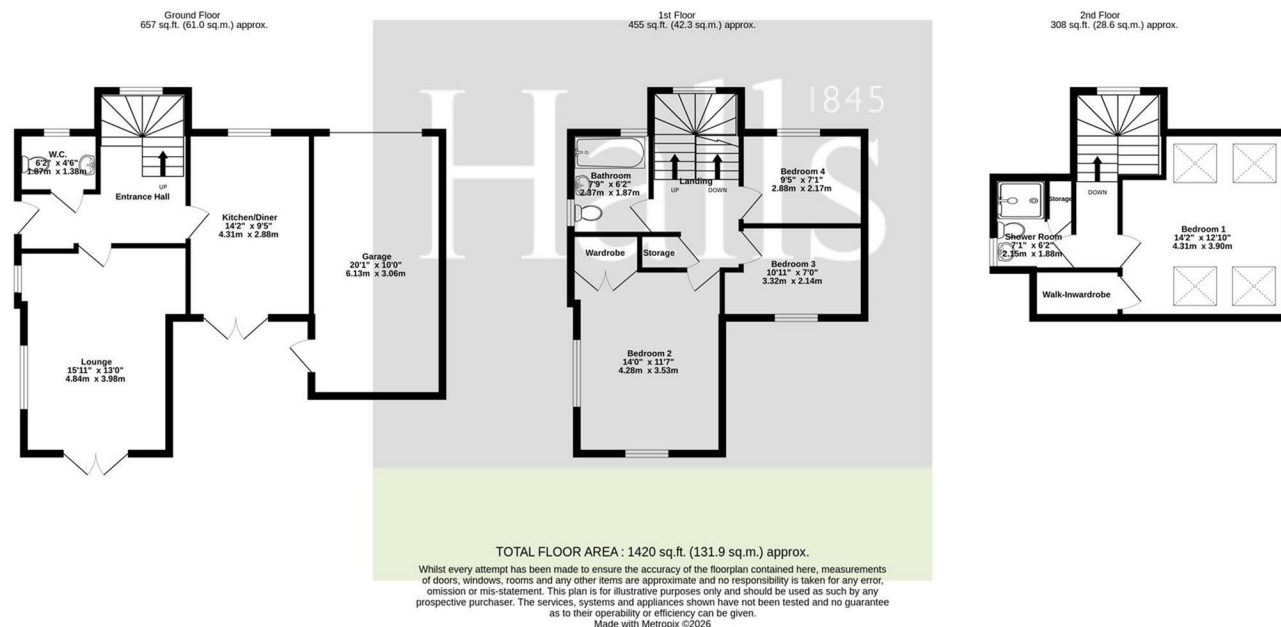 Ground Floor
657 sq.ft. (61.0 sq.m.) approx.
W.C.
6'2" x 4'6"
1.87m x 1.38m
UP
Entrance Hall
Kitchen/Diner
14'2" x 9'5"
4.31m x 2.88m
Garage
20'1" x 10'0"
6.13m x 3.06m
Lounge
15'11" x 13'0"
4.84m x 3.98m
1st Floor
455 sq.ft. (42.3 sq.m.) approx.
Halls
1845
Bathroom
7'9" x 6'2"
2.37m x 1.87m
Landing
UP
DOWN
Bedroom 4
9'5" x 7'1"
2.88m x 2.17m
Wardrobe
Storage
Bedroom 3
10'11" x 7'0"
3.32m x 2.14m
Bedroom 2
14'0" x 11'7"
4.28m x 3.53m
2nd Floor
308 sq.ft. (28.6 sq.m.) approx.
DOWN
Storage
Shower Room
7'1" x 6'2"
2.15m x 1.88m
Bedroom 1
14'2" x 12'10"
4.31m x 3.90m
Walk-Inwardrobe
TOTAL FLOOR AREA : 1420 sq.ft. (131.9 sq.m.) approx.
Whilst every attempt has been made to ensure the accuracy of the floorplan contained here, measurements
of doors, windows, rooms and any other items are approximate and no responsibility is taken for any error,
omission or mis-statement. This plan is for illustrative purposes only and should be used as such by any
prospective purchaser. The services, systems and appliances shown have not been tested and no guarantee
as to their operability or efficiency can be given.
Made with Metropix ©2026